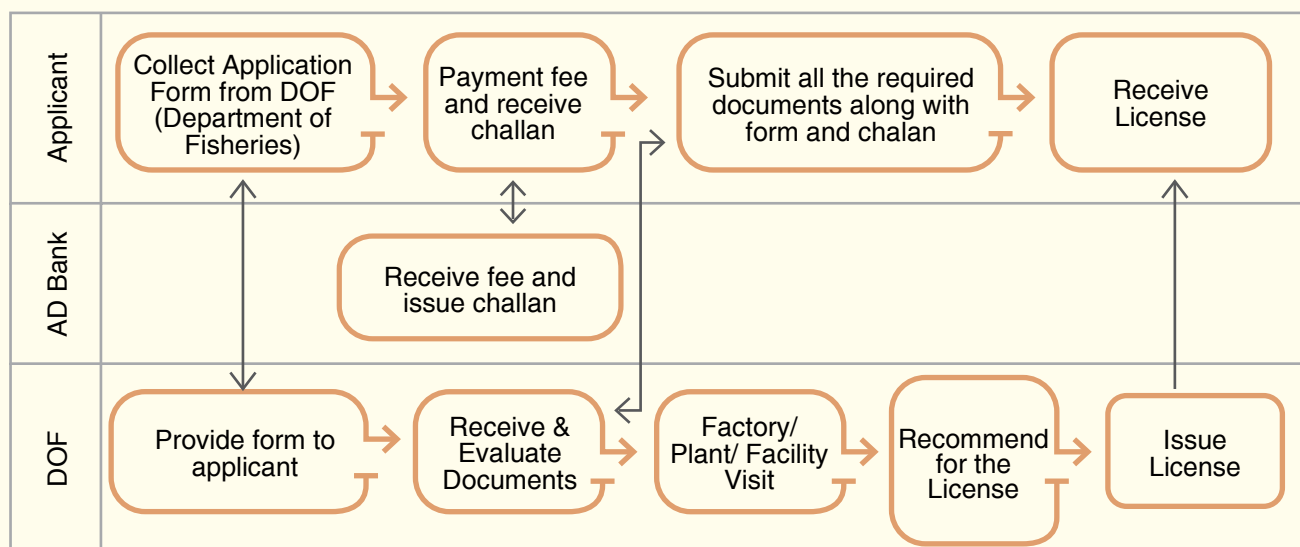 Applicant
Collect Application
Form from DOF
(Department of
Fisheries)
Payment fee
and receive
challan
Submit all the required
documents along with
form and chalan
Receive
License
AD Bank
Receive fee and
issue challan
DOF
Provide form to
applicant
Receive &
Evaluate
Documents
Factory/
Plant/ Facility
Visit
Recommend
for the
License
Issue
License